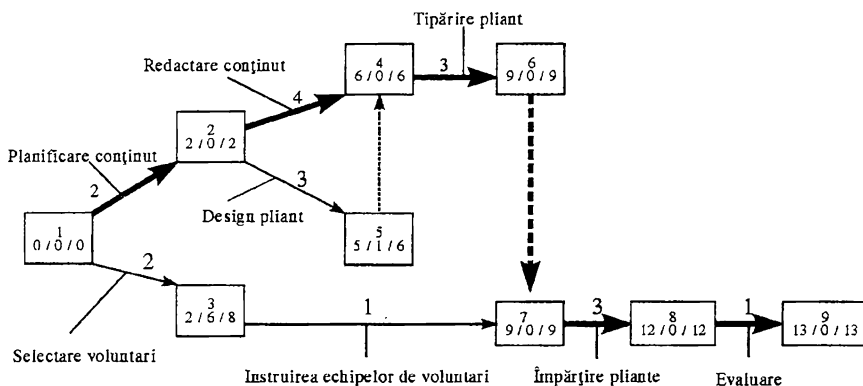 Tipărire pliant
Redactare conţinut
4
6 / 0 / 6
3
6
9 / 0 / 9
4
2
2 / 0 / 2
Planificare conţinut
2
3
Design pliant
1
0 / 0 / 0
5
5 / 1 / 6
2
3
2 / 6 / 8
1
7
9 / 0 / 9
3
8
12 / 0 / 12
1
9
13 / 0 / 13
Selectare voluntari
Instruirea echipelor de voluntari
Împărţire pliante
Evaluare